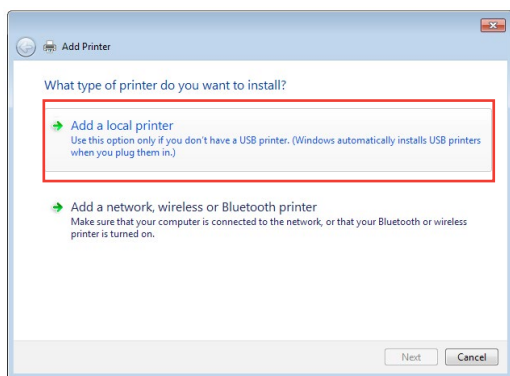 Add Printer
What type of printer do you want to install?
Add a local printer
Use this option only if you don't have a USB printer. (Windows automatically installs USB printers
when you plug them in.)
Add a network, wireless or Bluetooth printer
Make sure that your computer is connected to the network, or that your Bluetooth or wireless
printer is turned on.
Next Cancel